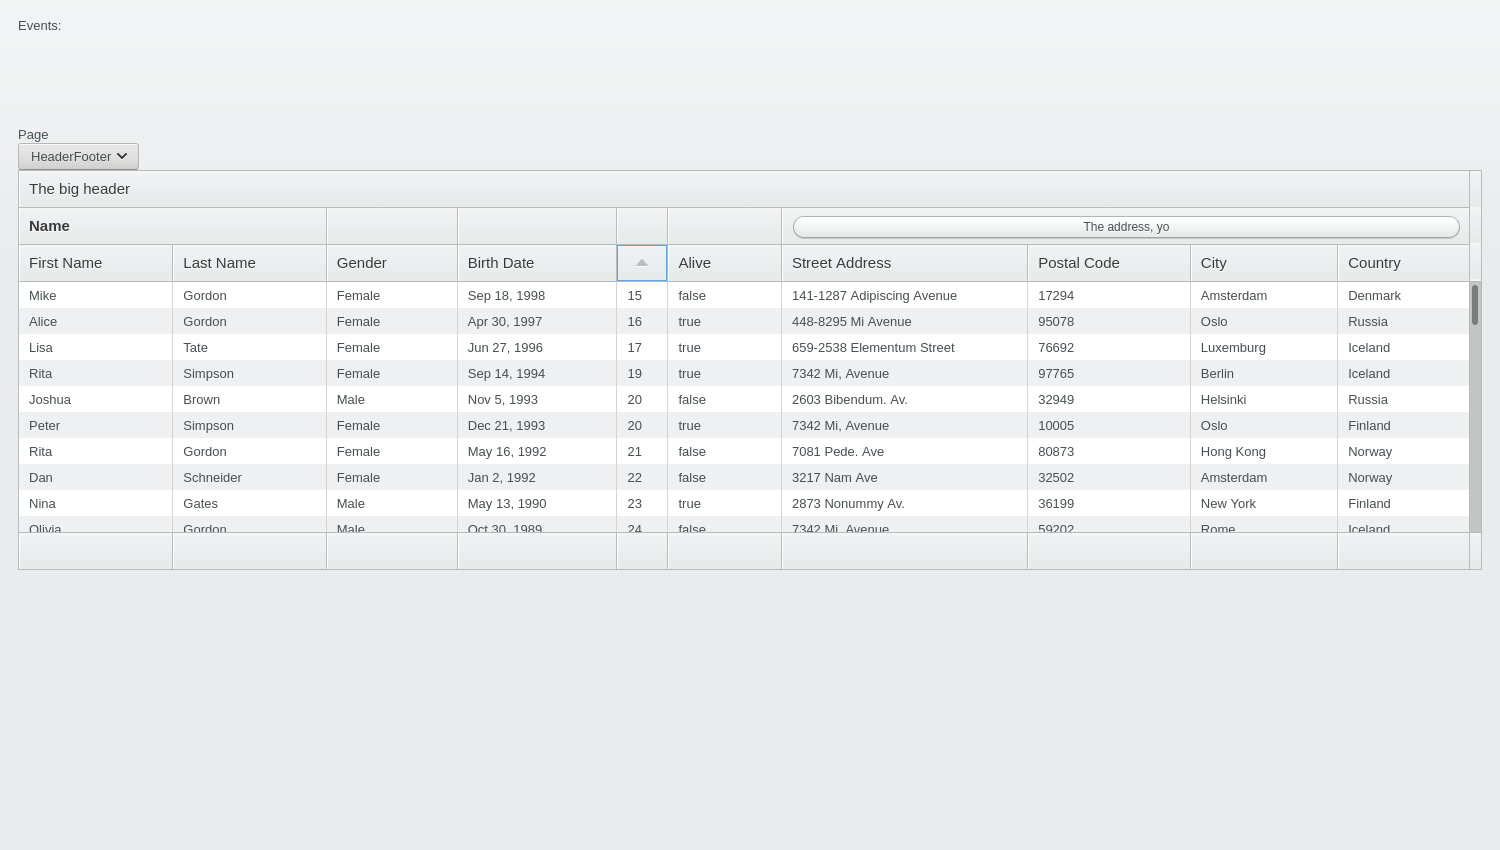 Events:
Page
HeaderFooter
The big header
Name The address, yo
First Name Last Name Gender Birth Date Alive Street Address Postal Code City Country
Mike Gordon Female Sep 18, 1998 15 false 141-1287 Adipiscing Avenue 17294 Amsterdam Denmark
Alice Gordon Female Apr 30, 1997 16 true 448-8295 Mi Avenue 95078 Oslo Russia
Lisa Tate Female Jun 27, 1996 17 true 659-2538 Elementum Street 76692 Luxemburg Iceland
Rita Simpson Female Sep 14, 1994 19 true 7342 Mi, Avenue 97765 Berlin Iceland
Joshua Brown Male Nov 5, 1993 20 false 2603 Bibendum. Av. 32949 Helsinki Russia
Peter Simpson Female Dec 21, 1993 20 true 7342 Mi, Avenue 10005 Oslo Finland
Rita Gordon Female May 16, 1992 21 false 7081 Pede. Ave 80873 Hong Kong Norway
Dan Schneider Female Jan 2, 1992 22 false 3217 Nam Ave 32502 Amsterdam Norway
Nina Gates Male May 13, 1990 23 true 2873 Nonummy Av. 36199 New York Finland
Olivia Gordon Male Oct 30, 1989 24 false 7342 Mi, Avenue 59202 Rome Iceland